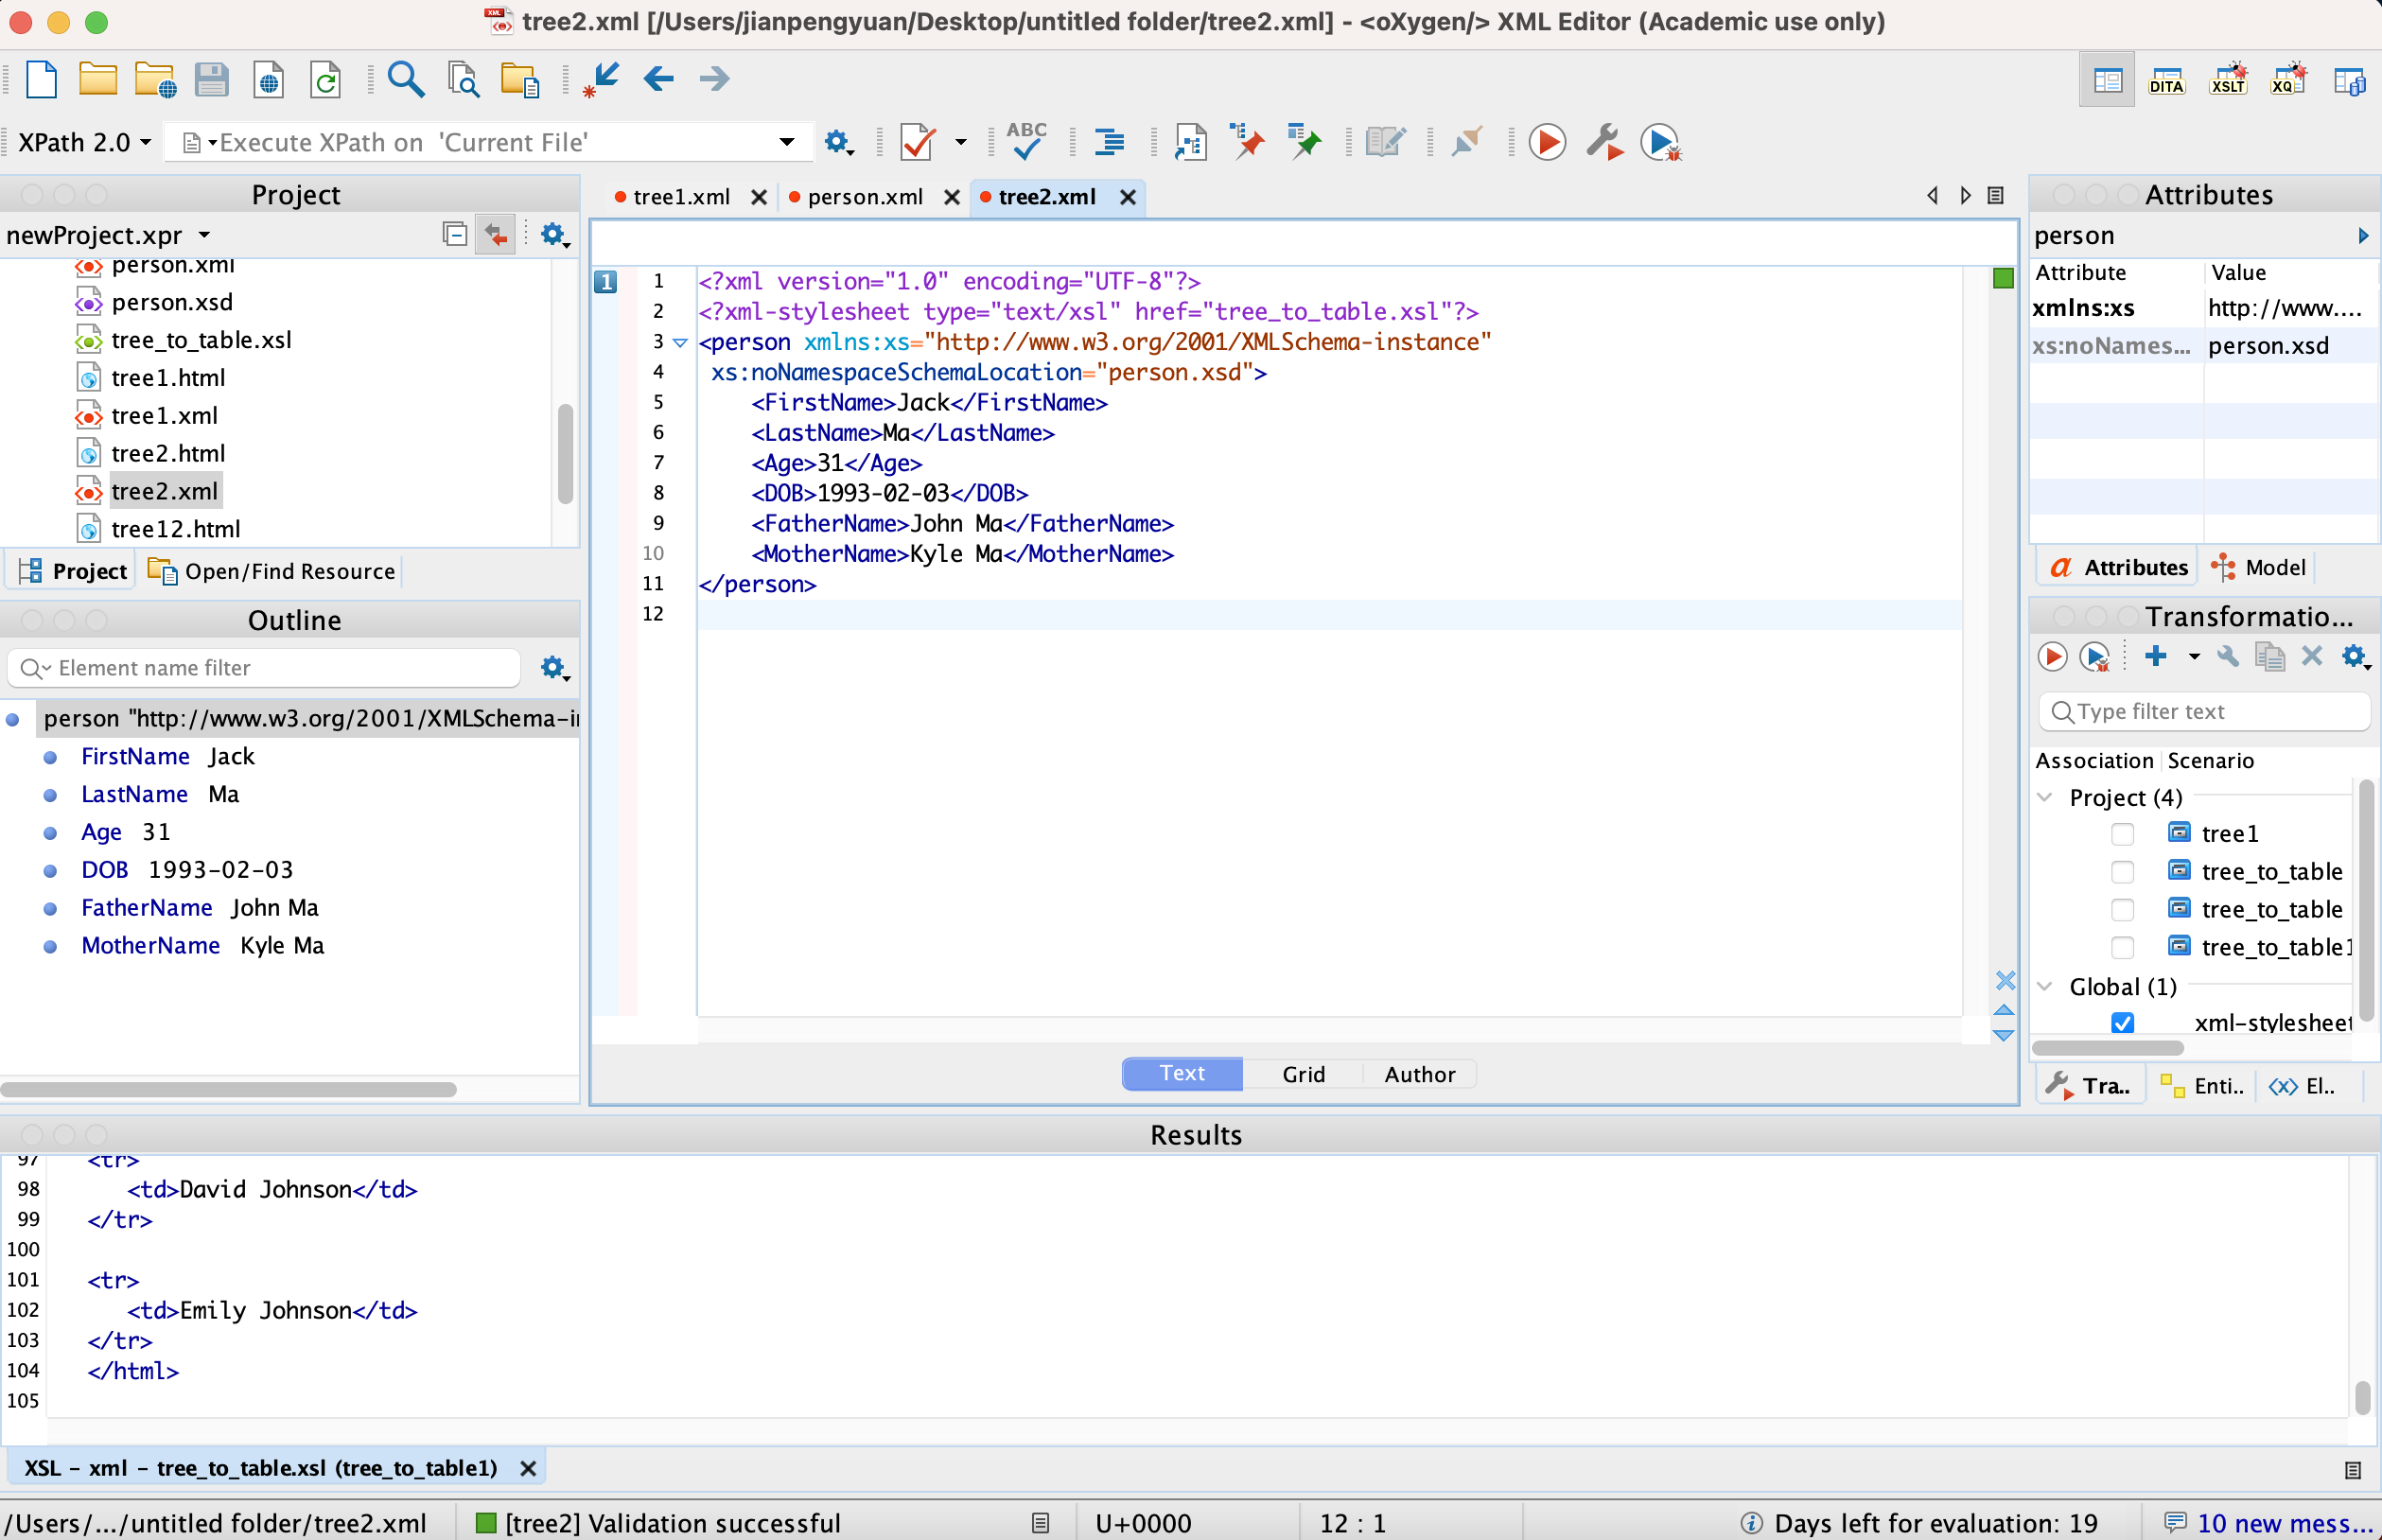 tree2.xml [/Users/jianpengyuan/Desktop/untitled folder/tree2.xml] - <oXygen/> XML Editor (Academic use only)
DITA
XSLT
XQ
XPath 2.0
Execute XPath on 'Current File'
ABC
Project
tree1.xml
person.xml
tree2.xml
Attributes
newProject.xpr
person
person.xml
person.xsd
tree_to_table.xsl
tree1.html
tree1.xml
tree2.html
tree2.xml
tree12.html
Project
Open/Find Resource
1
1 <?xml version="1.0" encoding="UTF-8"?>
2 <?xml-stylesheet type="text/xsl" href="tree_to_table.xsl"?>
3 <person xmlns:xs="http://www.w3.org/2001/XMLSchema-instance"
4 xs:noNamespaceSchemaLocation="person.xsd">
5 <FirstName>Jack</FirstName>
6 <LastName>Ma</LastName>
7 <Age>31</Age>
8 <DOB>1993-02-03</DOB>
9 <FatherName>John Ma</FatherName>
10 <MotherName>Kyle Ma</MotherName>
11 </person>
12
Attribute Value
xmlns:xs http://www....
xs:noNames... person.xsd
Attributes
Model
Outline
Element name filter
person "http://www.w3.org/2001/XMLSchema-i
FirstName Jack
LastName Ma
Age 31
DOB 1993-02-03
FatherName John Ma
MotherName Kyle Ma
Text
Grid
Author
Transformatio...
Type filter text
Association Scenario
Project (4)
tree1
tree_to_table
tree_to_table
tree_to_table1
Global (1)
xml-stylesheet
Tra..
Enti..
El..
Results
97 <tr>
98 <td>David Johnson</td>
99 </tr>
100
101 <tr>
102 <td>Emily Johnson</td>
103 </tr>
104 </html>
105
XSL - xml - tree_to_table.xsl (tree_to_table1)
/Users/.../untitled folder/tree2.xml
[tree2] Validation successful
U+0000
12 : 1
Days left for evaluation: 19
10 new mess...